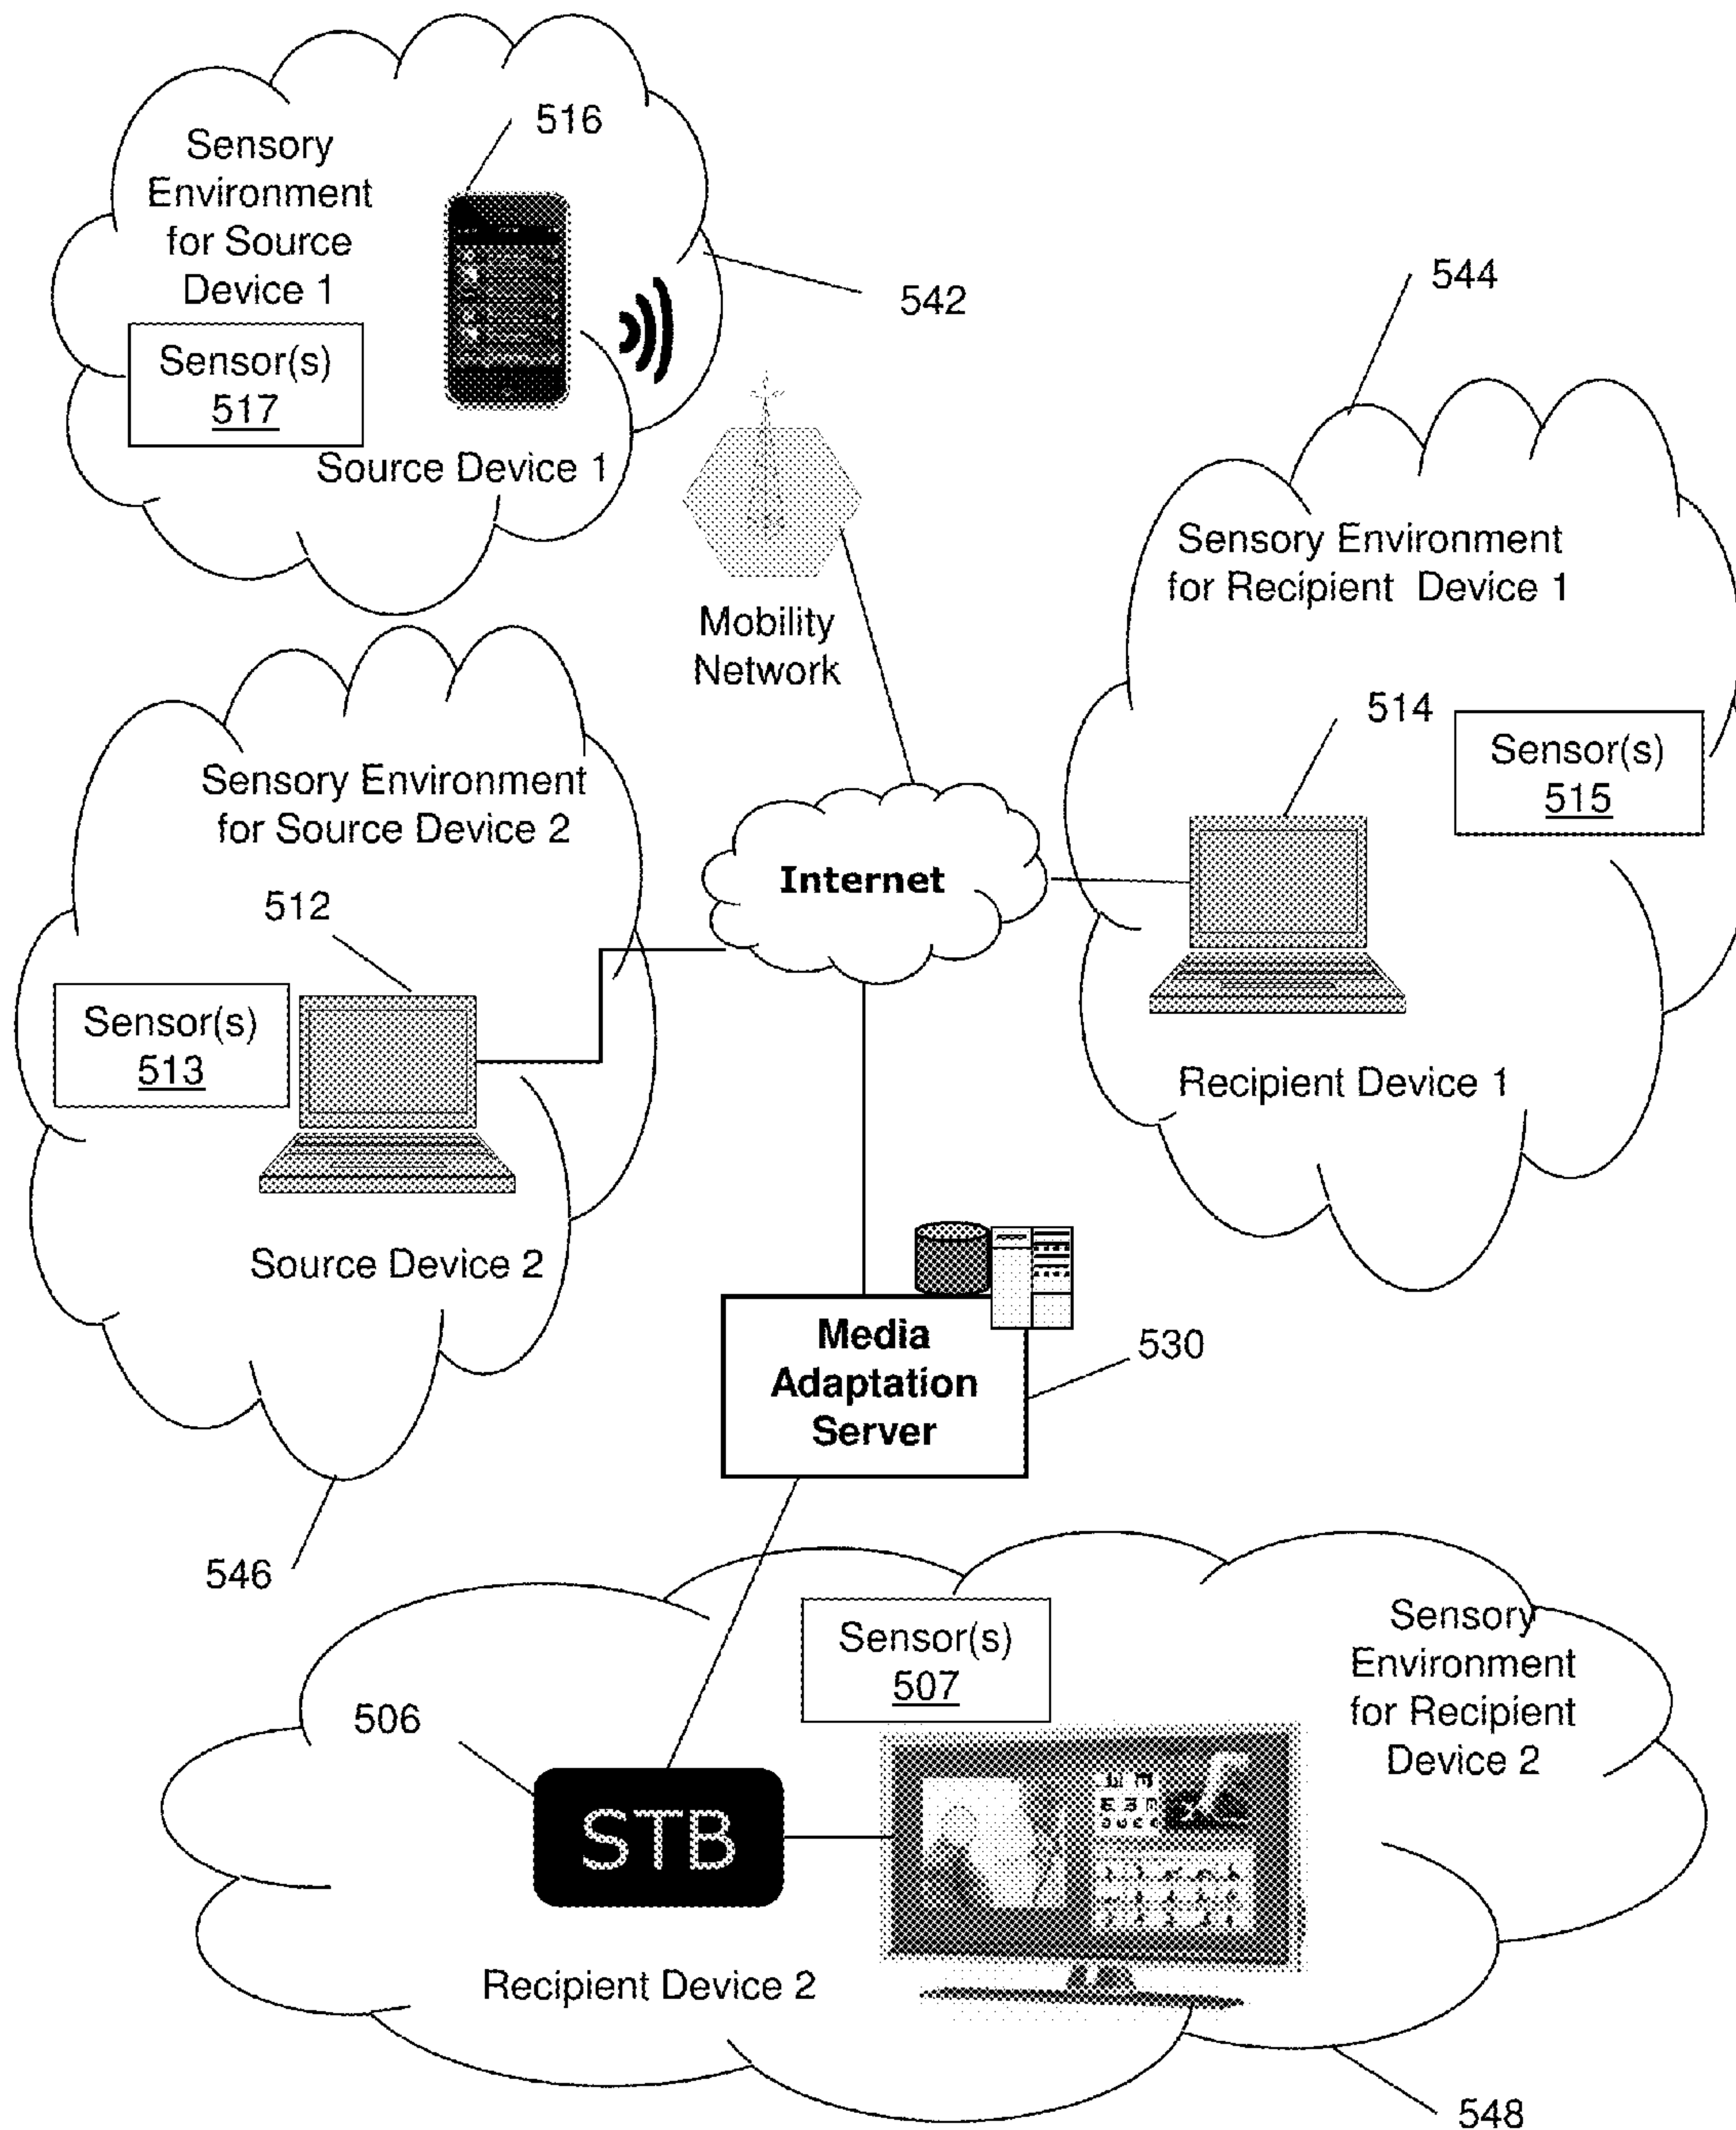 516
Sensory
Environment
for Source
Device 1
542
544
Sensor(s)
517
Source Device 1
Sensory Environment
for Recipient Device 1
Mobility
Network
514
Sensor(s)
515
Sensory Environment
for Source Device 2
Internet
512
Sensor(s)
513
Recipient Device 1
Source Device 2
Media
Adaptation
Server
530
546
Sensor(s)
507
Sensory
Environment
for Recipient
Device 2
506
STB
Recipient Device 2
548